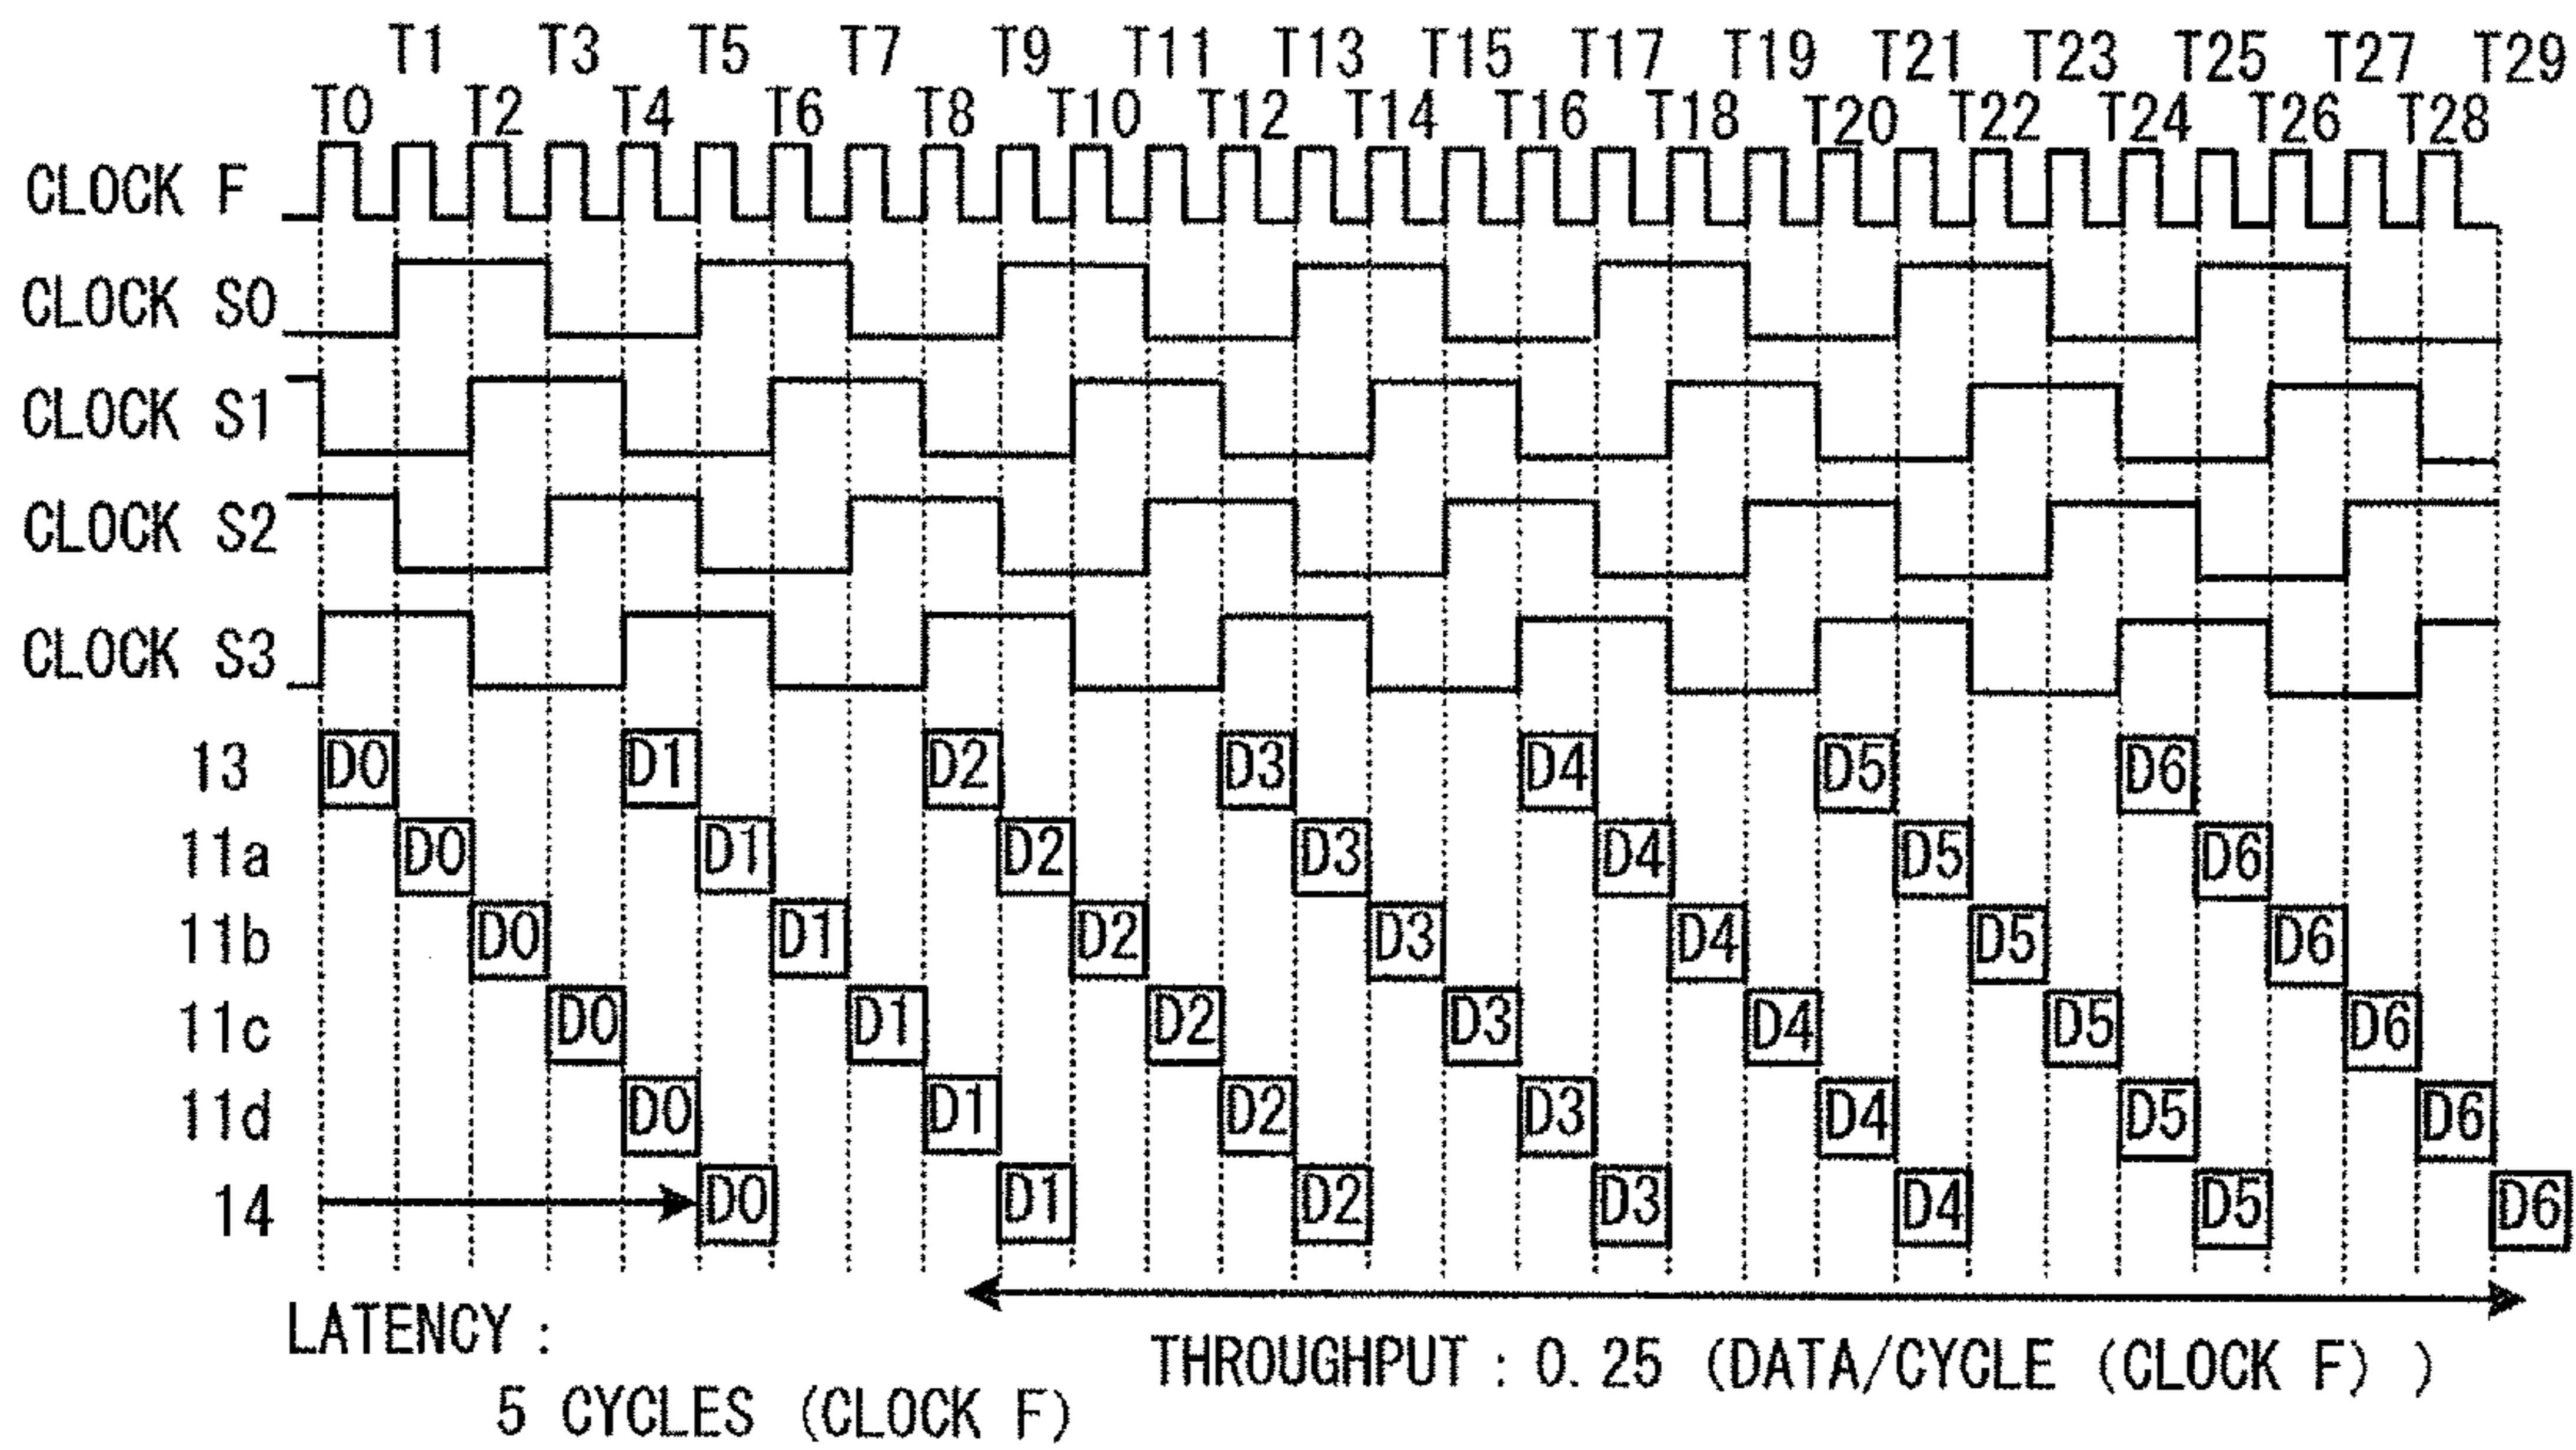 T1 T3 T5 T7 T9 T11 T13 T15 T17 T19 T21 T23 T25 T27 T29
T0 T2 T4 T6 T8 T10 T12 T14 T16 T18 T20 T22 T24 T26 T28
CLOCK F
CLOCK S0
CLOCK S1
CLOCK S2
CLOCK S3
13 D0 D1 D2 D3 D4 D5 D6
11a D0 D1 D2 D3 D4 D5 D6
11b D0 D1 D2 D3 D4 D5 D6
11c D0 D1 D2 D3 D4 D5 D6
11d D0 D1 D2 D3 D4 D5 D6
14 D0 D1 D2 D3 D4 D5 D6
LATENCY :
5 CYCLES (CLOCK F)
THROUGHPUT : 0.25 (DATA/CYCLE (CLOCK F) )